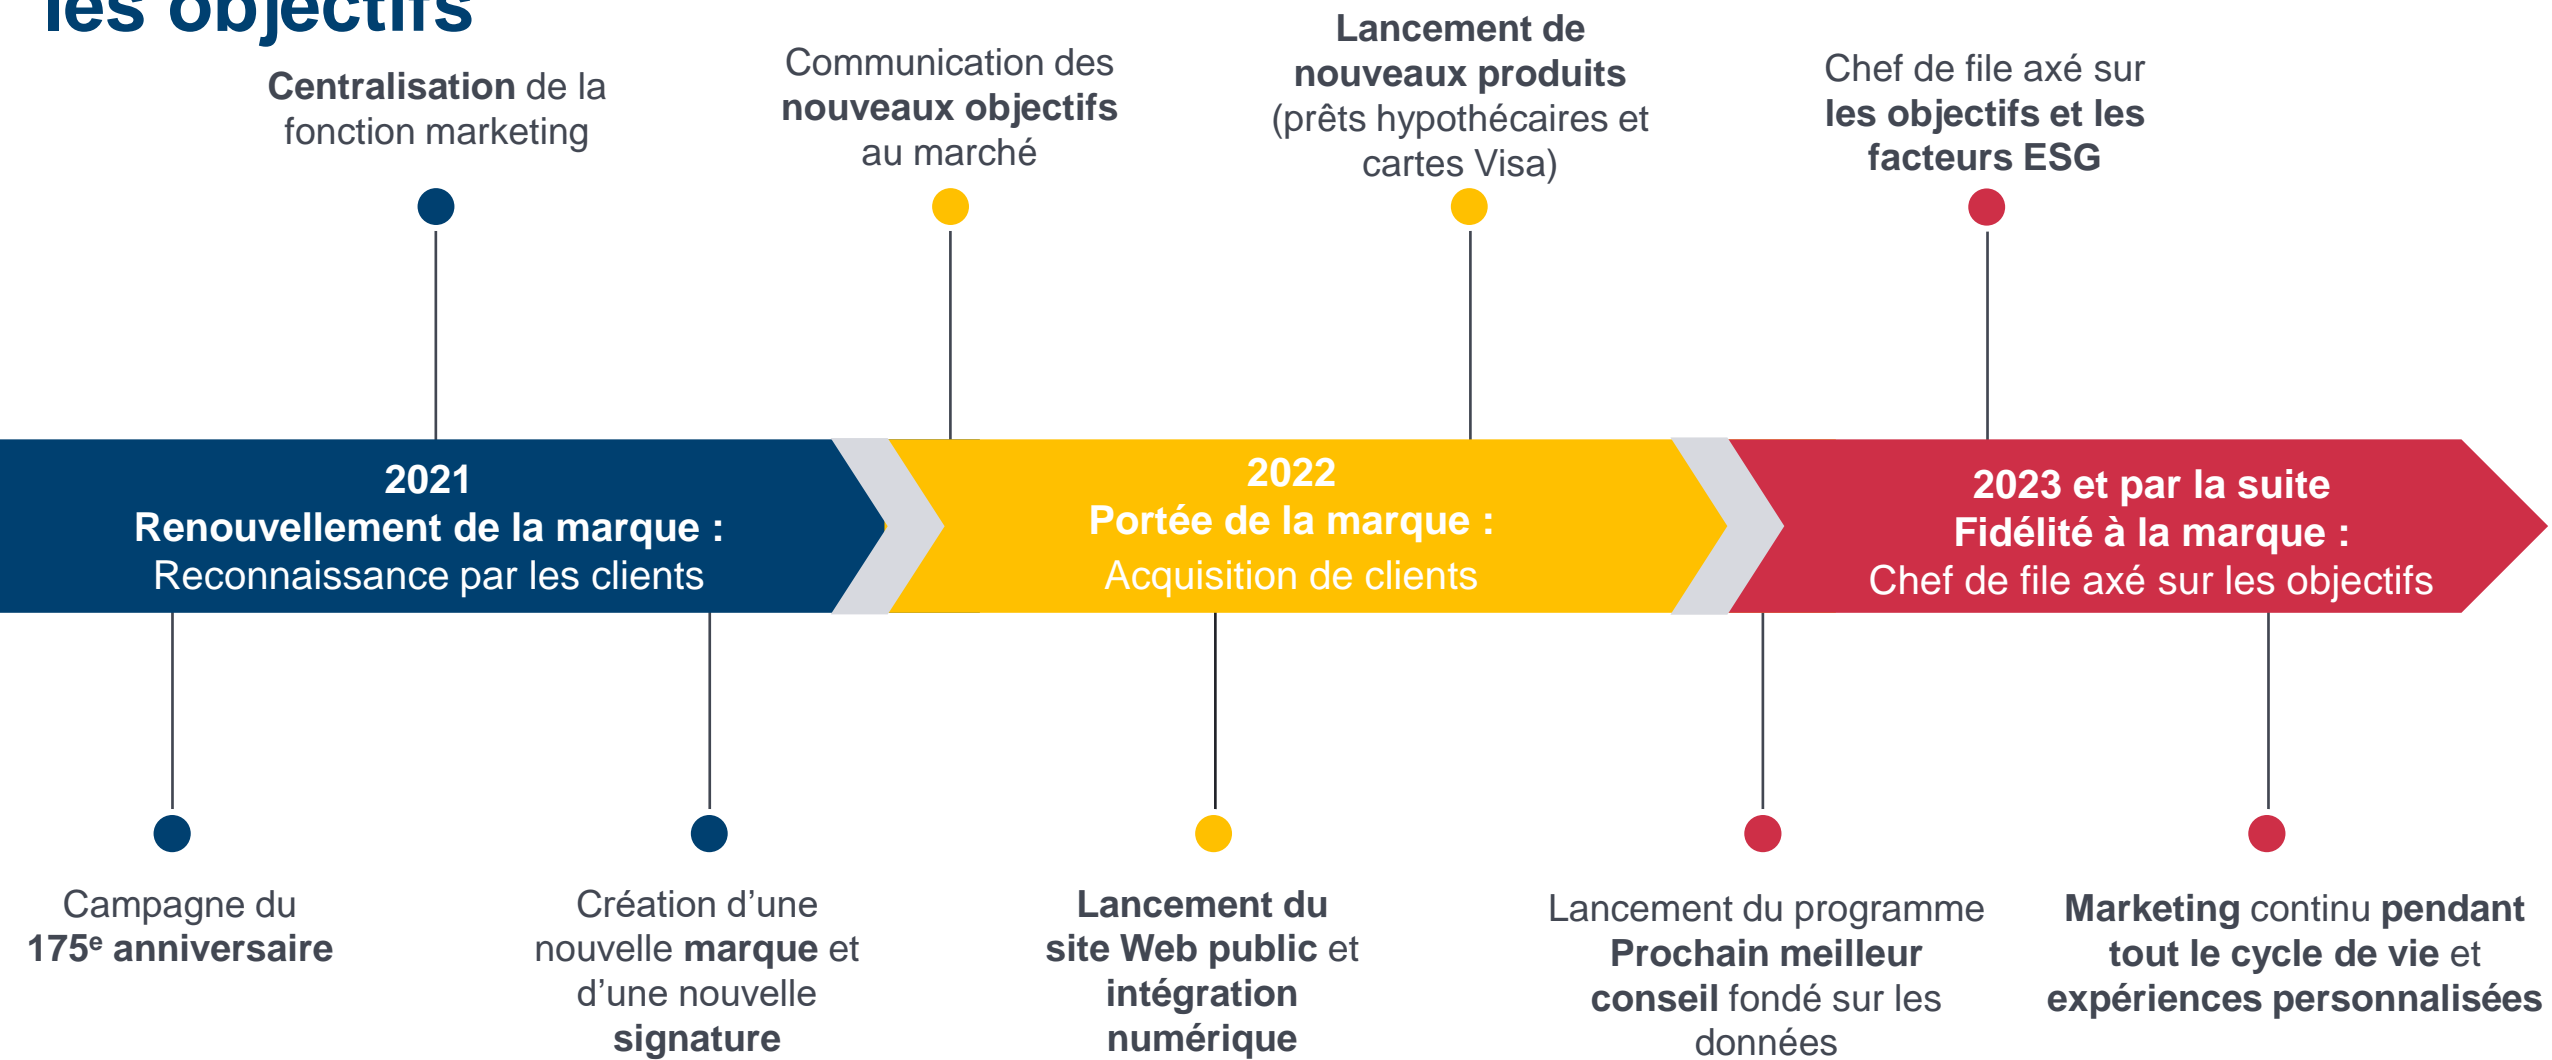 les objectifs
Centralisation de la
fonction marketing
Communication des
nouveaux objectifs
au marché
Lancement de
nouveaux produits
(prêts hypothécaires et
cartes Visa)
Chef de file axé sur
les objectifs et les
facteurs ESG
2021
Renouvellement de la marque :
Reconnaissance par les clients
2022
Portée de la marque :
Acquisition de clients
2023 et par la suite
Fidélité à la marque :
Chef de file axé sur les objectifs
Campagne du
175e anniversaire
Création d’une
nouvelle marque et
d’une nouvelle
signature
Lancement du
site Web public et
intégration
numérique
Lancement du programme
Prochain meilleur
conseil fondé sur les
données
Marketing continu pendant
tout le cycle de vie et
expériences personnalisées